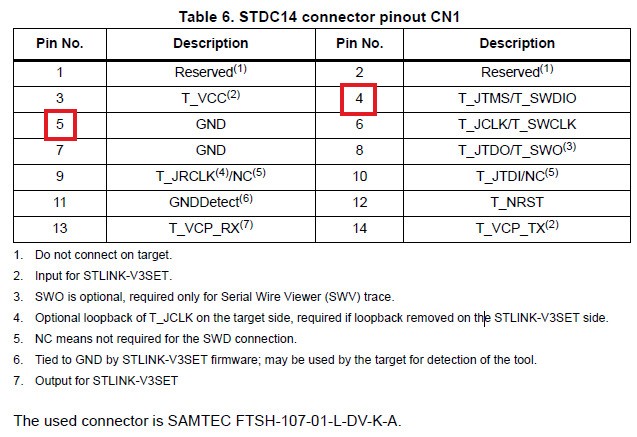 Table 6. STDC14 connector pinout CN1
Pin No. Description Pin No. Description
1 Reserved(1) 2 Reserved(1)
3 T_VCC(2) 4 T_JTMS/T_SWDIO
5 GND 6 T_JCLK/T_SWCLK
7 GND 8 T_JTDO/T_SWO(3)
9 T_JRCLK(4)/NC(5) 10 T_JTDI/NC(5)
11 GNDDetect(6) 12 T_NRST
13 T_VCP_RX(7) 14 T_VCP_TX(2)
1. Do not connect on target.
2. Input for STLINK-V3SET.
3. SWO is optional, required only for Serial Wire Viewer (SWV) trace.
4. Optional loopback of T_JCLK on the target side, required if loopback removed on the STLINK-V3SET side.
5. NC means not required for the SWD connection.
6. Tied to GND by STLINK-V3SET firmware; may be used by the target for detection of the tool.
7. Output for STLINK-V3SET
The used connector is SAMTEC FTSH-107-01-L-DV-K-A.